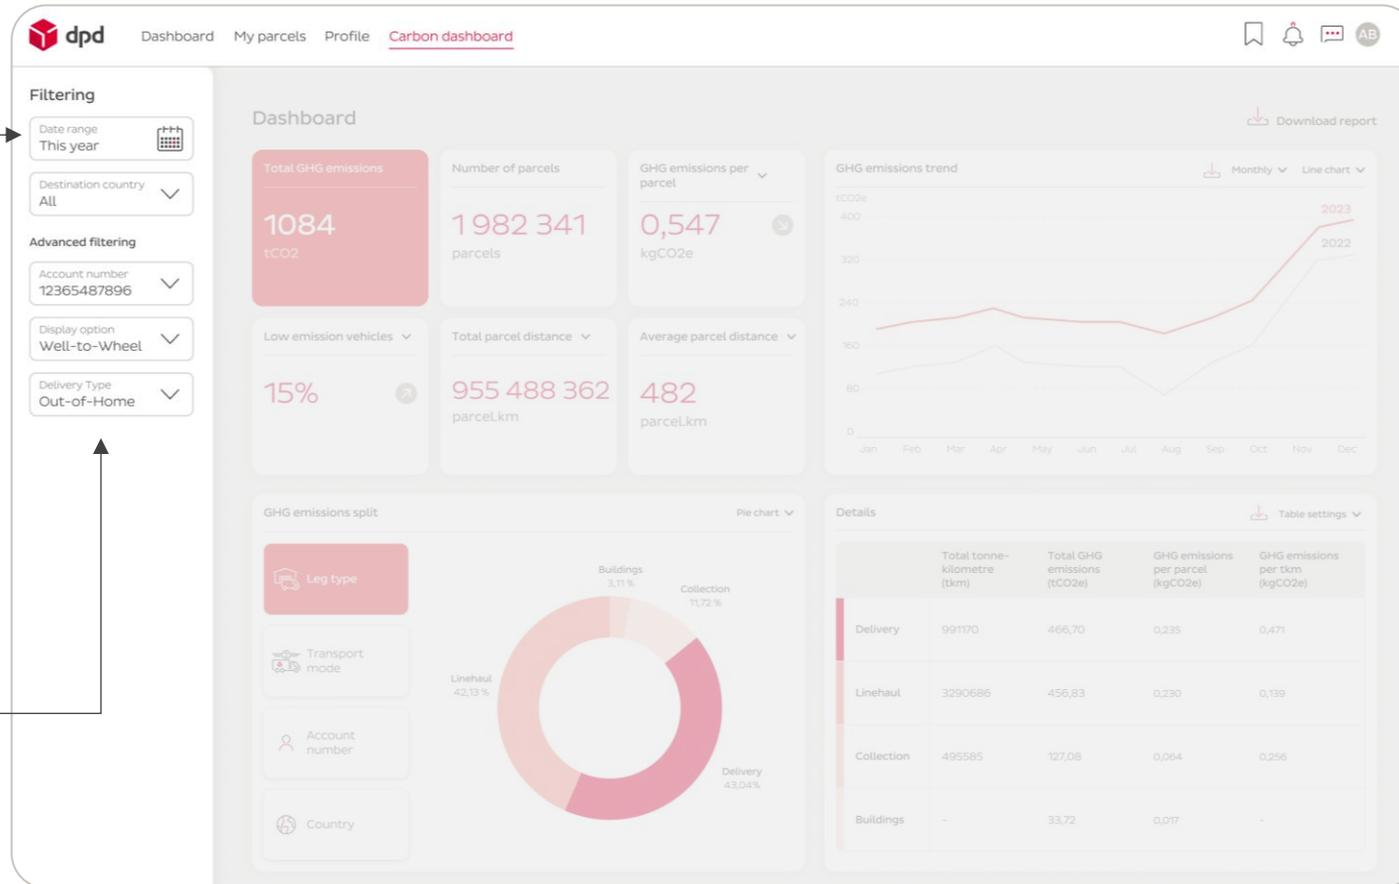 dpd
Dashboard
My parcels
Profile
Carbon dashboard
AB
Filtering
Date range
This year
Destination country
All
Advanced filtering
Account number
12365487896
Display option
Well-to-Wheel
Delivery Type
Out-of-Home
Dashboard
Download report
Total GHG emissions
1084
tCO2
Number of parcels
1 982 341
parcels
GHG emissions per
parcel
0,547
kgCO2e
Low emission vehicles
15%
Total parcel distance
955 488 362
parcel.km
Average parcel distance
482
parcel.km
GHG emissions trend
Monthly
Line chart
tCO2e
400
320
240
160
80
0
2023
2022
Jan
Feb
Mar
Apr
May
Jun
Jul
Aug
Sep
Oct
Nov
Dec
GHG emissions split
Pie chart
Leg type
Transport
mode
Account
number
Country
Buildings
3,11 %
Collection
11,72 %
Linehaul
42,13 %
Delivery
43,04%
Details
Table settings
Total tonne-
kilometre
(tkm)
Total GHG
emissions
(tCO2e)
GHG emissions
per parcel
(kgCO2e)
GHG emissions
per tkm
(kgCO2e)
Delivery 991170 466,70 0,235 0,471
Linehaul 3290686 456,83 0,230 0,139
Collection 495585 127,08 0,064 0,256
Buildings - 33,72 0,017 -